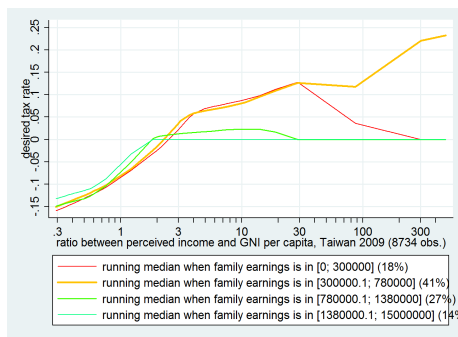 desired tax rate
.25
.2
.15
.1
.05
0
-.05
-.1
-.15
.3 1 3 10 30 100 300
ratio between perceived income and GNI per capita, Taiwan 2009 (8734 obs.)
running median when family earnings is in [0; 300000] (18%)
running median when family earnings is in [300000.1; 780000] (41%)
running median when family earnings is in [780000.1; 1380000] (27%)
running median when family earnings is in [1380000.1; 15000000] (14%